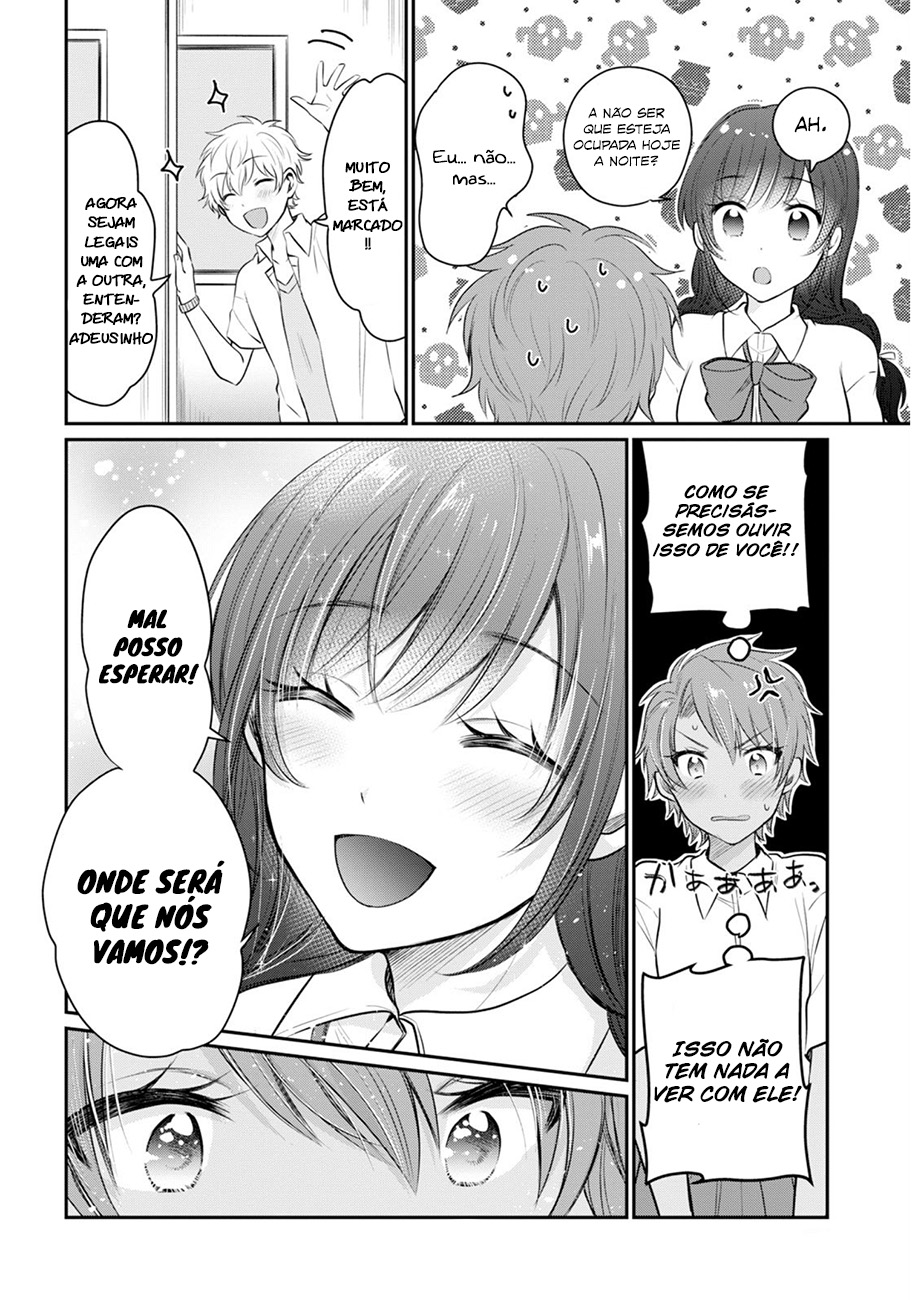 AH.
A NÃO SER
QUE ESTEJA
OCUPADA HOJE
A NOITE?
Eu... não...
mas...
MUITO
BEM,
ESTÁ
MARCADO
!!
AGORA
SEJAM
LEGAIS
UMA COM
A OUTRA,
ENTEN-
DERAM?
ADEUSINHO
COMO SE
PRECISÁS-
SEMOS OUVIR
ISSO DE VOCÊ!!
かぁぁぁぁぁ。
ISSO NÃO
TEM NADA A
VER COM ELE!
MAL
POSSO
ESPERAR!
ONDE SERÁ
QUE NÓS
VAMOS!?